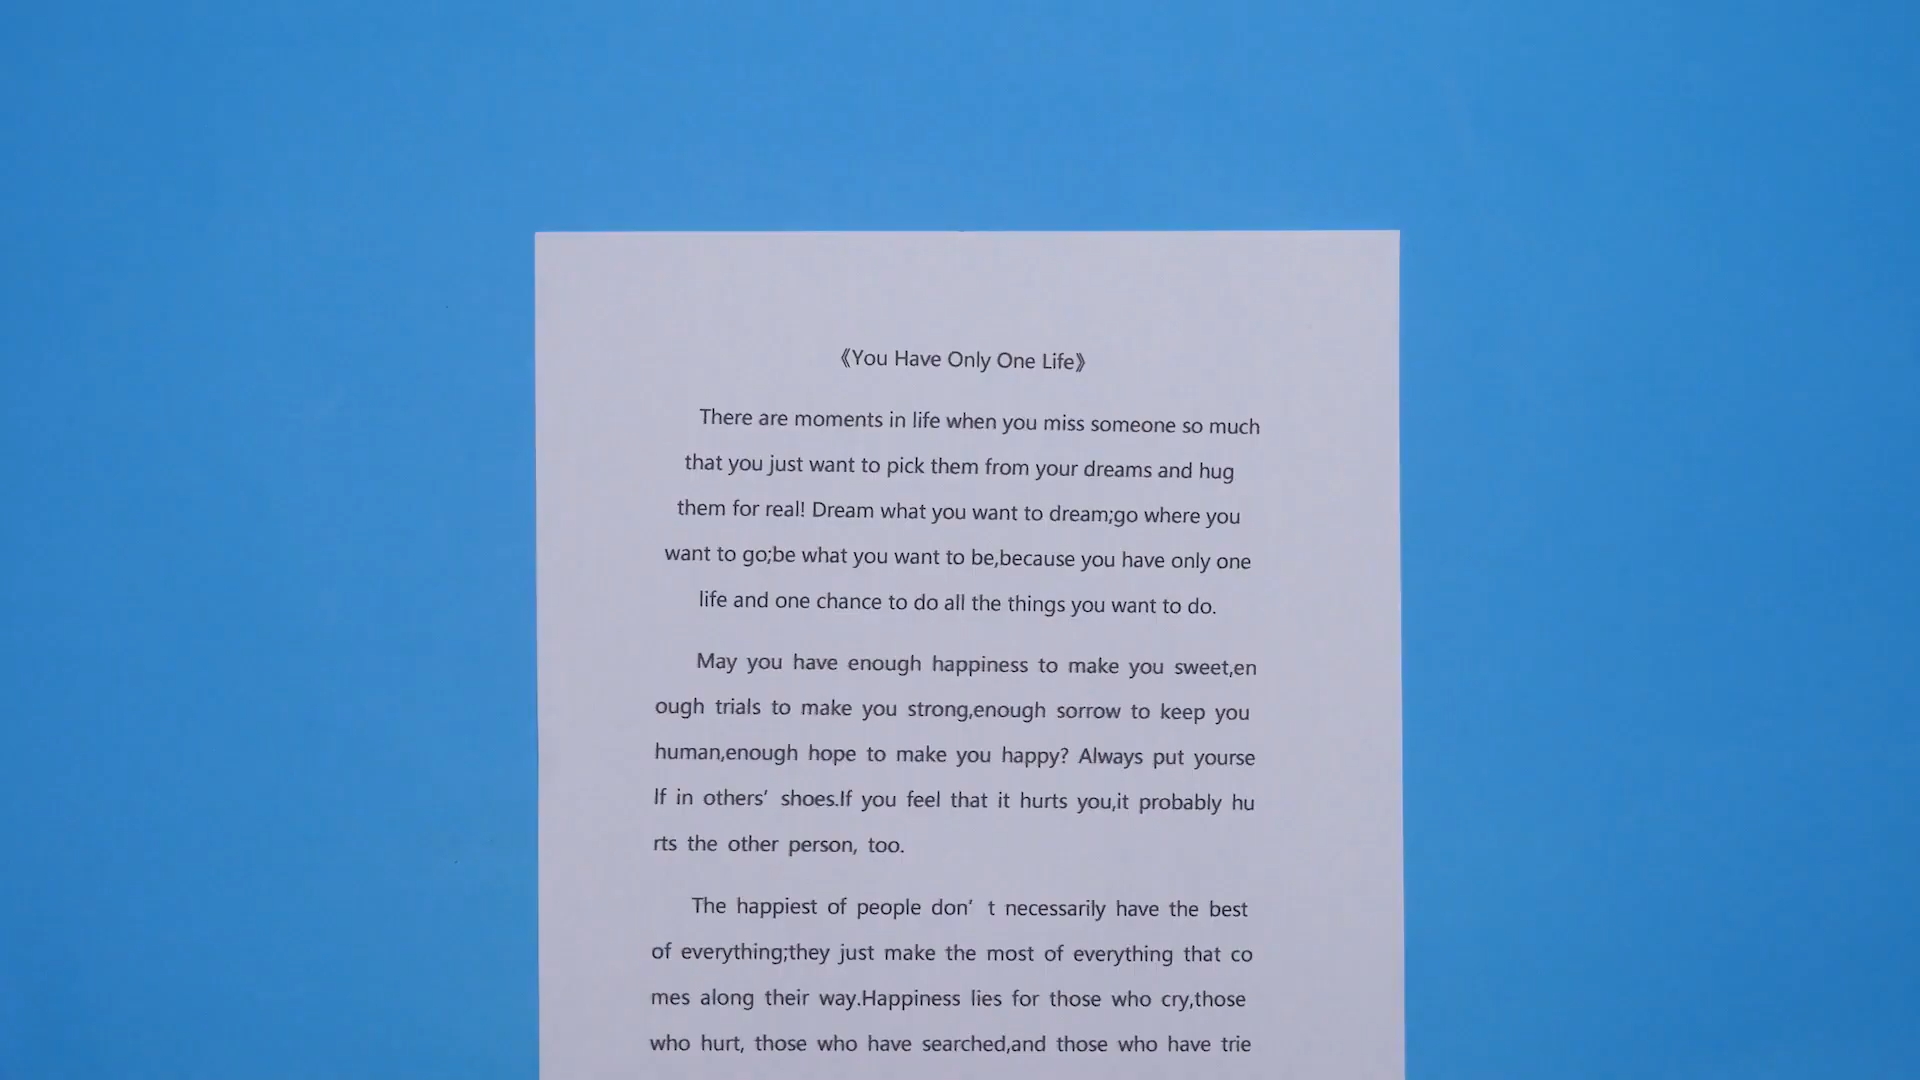 《You Have Only One Life》
There are moments in life when you miss someone so much
that you just want to pick them from your dreams and hug
them for real! Dream what you want to dream;go where you
want to go;be what you want to be,because you have only one
life and one chance to do all the things you want to do.
May you have enough happiness to make you sweet,en
ough trials to make you strong,enough sorrow to keep you
human,enough hope to make you happy? Always put yourse
lf in others’ shoes.If you feel that it hurts you,it probably hu
rts the other person, too.
The happiest of people don’ t necessarily have the best
of everything;they just make the most of everything that co
mes along their way.Happiness lies for those who cry,those
who hurt, those who have searched,and those who have trie